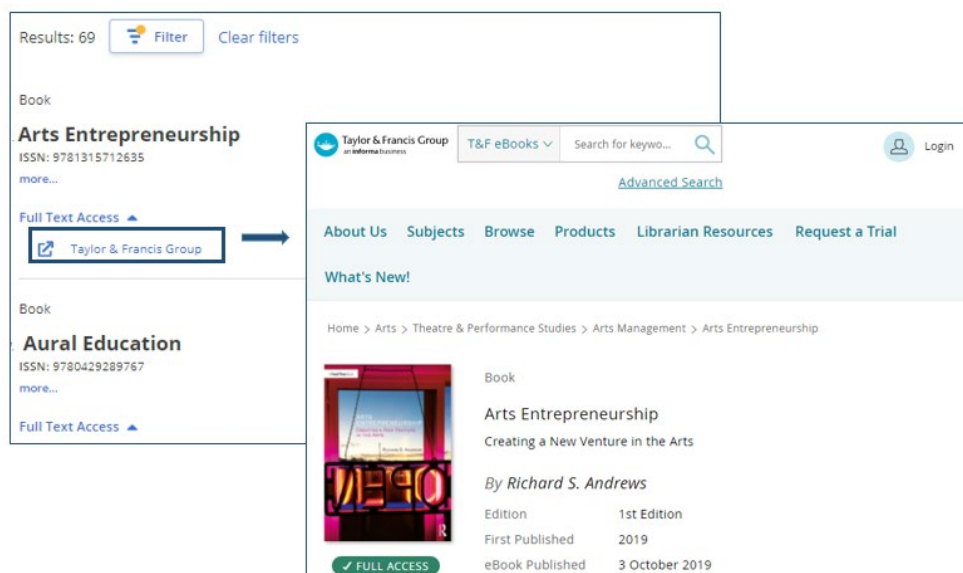 Results: 69 Filter Clear filters
Book
Arts Entrepreneurship
ISSN: 9781315712635
more...
Full Text Access
Taylor & Francis Group
Book
Aural Education
ISSN: 9780429289767
more...
Full Text Access
Taylor & Francis Group
an informa business
T&F eBooks Search for keywo... Login
Advanced Search
About Us Subjects Browse Products Librarian Resources Request a Trial
What's New!
Home > Arts > Theatre & Performance Studies > Arts Management > Arts Entrepreneurship
ARTS
ENTREPRENEURSHIP
OPEN
R
Book
Arts Entrepreneurship
Creating a New Venture in the Arts
By Richard S. Andrews
Edition 1st Edition
First Published 2019
✓ FULL ACCESS eBook Published 3 October 2019